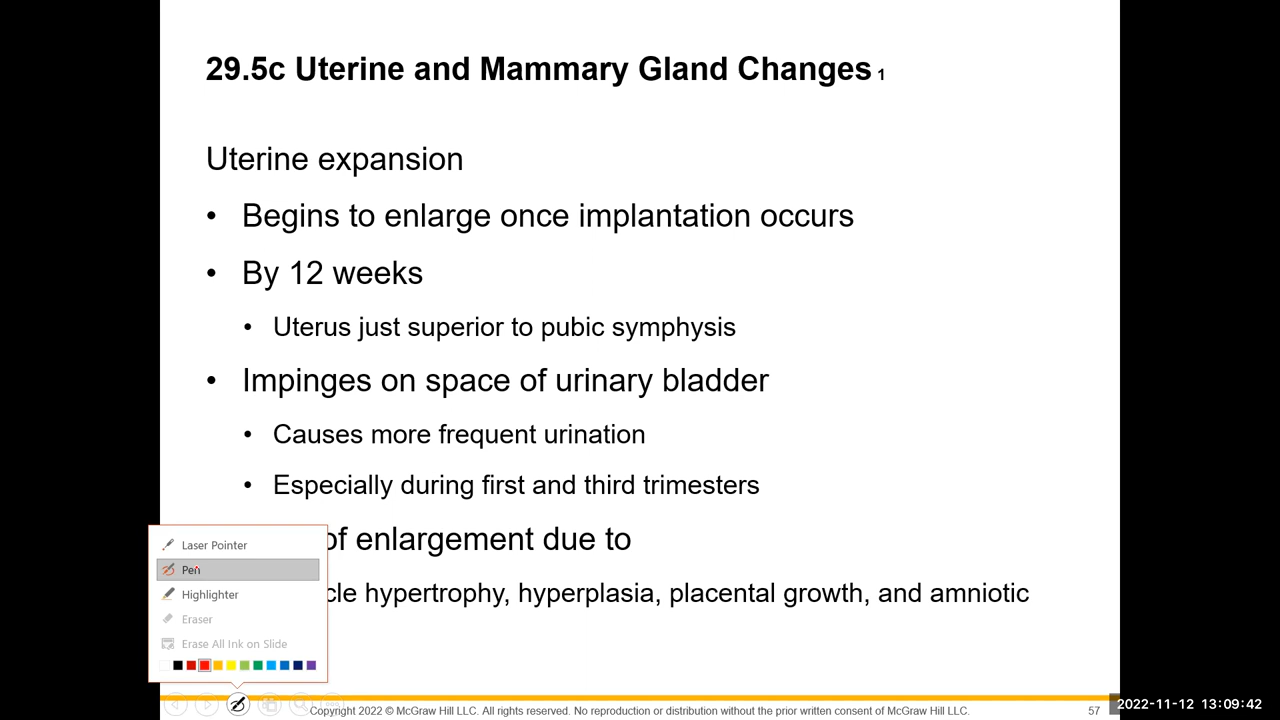 29.5c Uterine and Mammary Gland Changes 1
Uterine expansion
• Begins to enlarge once implantation occurs
• By 12 weeks
• Uterus just superior to pubic symphysis
• Impinges on space of urinary bladder
• Causes more frequent urination
• Especially during first and third trimesters
of enlargement due to
cle hypertrophy, hyperplasia, placental growth, and amniotic
Laser Pointer
Pen
Highlighter
Eraser
Erase All Ink on Slide
Copyright 2022 © McGraw Hill LLC. All rights reserved. No reproduction or distribution without the prior written consent of McGraw Hill LLC.
57
2022-11-12 13:09:42